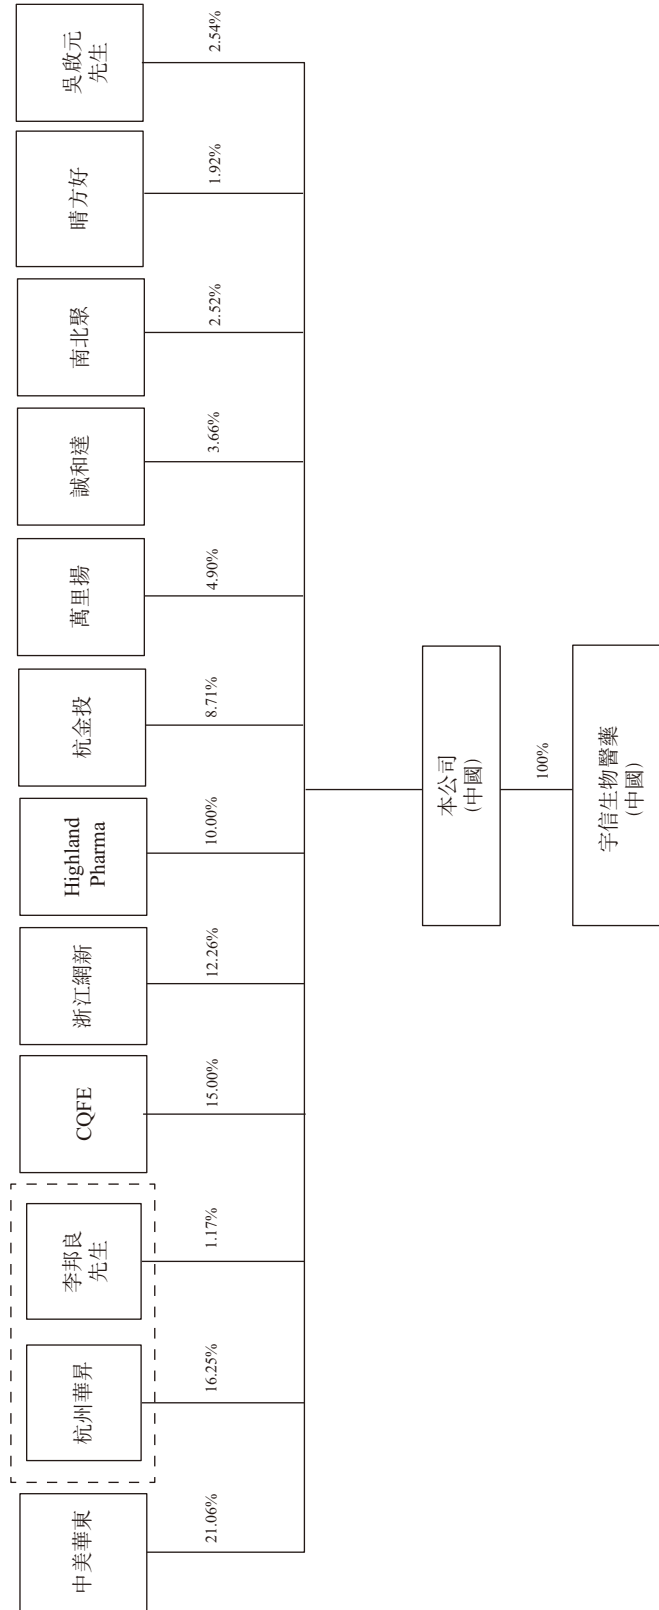 中美華東
杭州華昇
李邦良
先生
CQFE
浙江網新
Highland
Pharma
杭金投
萬里揚
誠和達
南北聚
晴方好
吳啟元
先生
21.06%
16.25%
1.17%
15.00%
12.26%
10.00%
8.71%
4.90%
3.66%
2.52%
1.92%
2.54%
本公司
(中國)
100%
宇信生物醫藥
(中國)